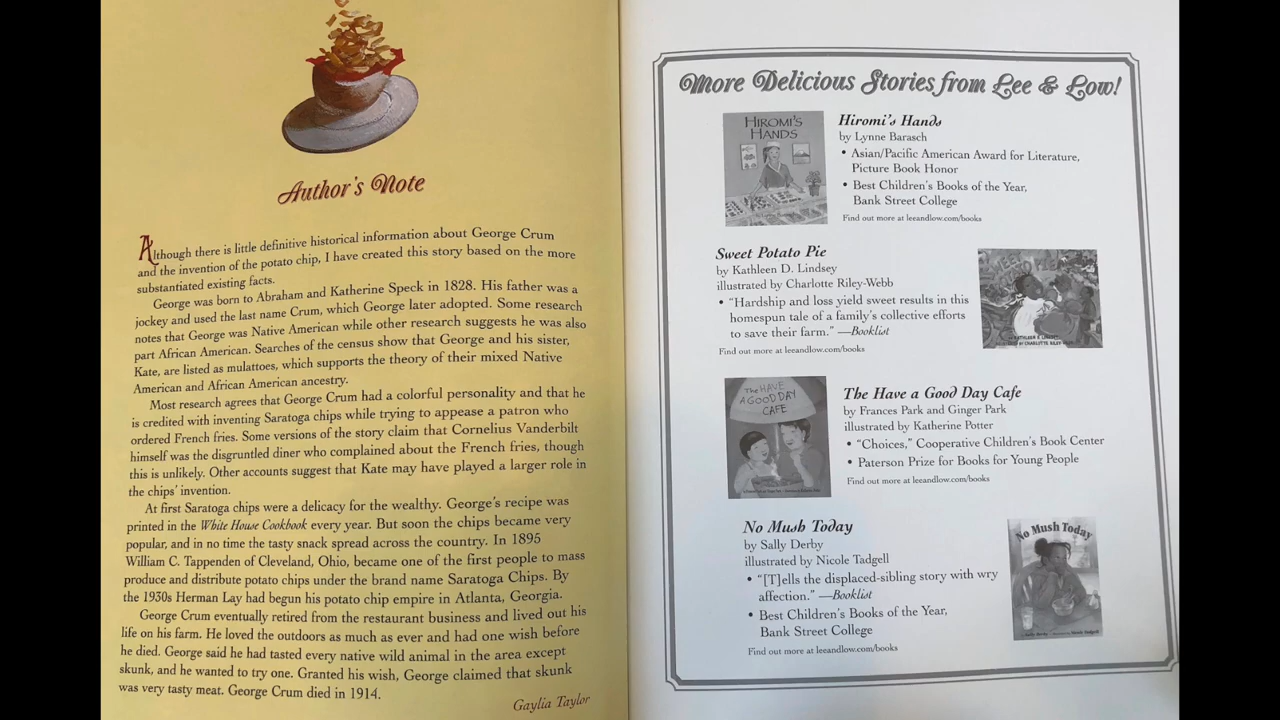 Author's Note
Although there is little definitive historical information about George Crum
and the invention of the potato chip, I have created this story based on the more
substantiated existing facts.
George was born to Abraham and Katherine Speck in 1828. His father was a
jockey and used the last name Crum, which George later adopted. Some research
notes that George was Native American while other research suggests he was also
part African American. Searches of the census show that George and his sister,
Kate, are listed as mulattoes, which supports the theory of their mixed Native
American and African American ancestry.
Most research agrees that George Crum had a colorful personality and that he
is credited with inventing Saratoga chips while trying to appease a patron who
ordered French fries. Some versions of the story claim that Cornelius Vanderbilt
himself was the disgruntled diner who complained about the French fries, though
this is unlikely. Other accounts suggest that Kate may have played a larger role in
the chips' invention.
At first Saratoga chips were a delicacy for the wealthy. George's recipe was
printed in the White House Cookbook every year. But soon the chips became very
popular, and in no time the tasty snack spread across the country. In 1895
William C. Tappenden of Cleveland, Ohio, became one of the first people to mass
produce and distribute potato chips under the brand name Saratoga Chips. By
the 1930s Herman Lay had begun his potato chip empire in Atlanta, Georgia.
George Crum eventually retired from the restaurant business and lived out his
life on his farm. He loved the outdoors as much as ever and had one wish before
he died. George said he had tasted every native wild animal in the area except
skunk, and he wanted to try one. Granted his wish, George claimed that skunk
was very tasty meat. George Crum died in 1914.
Gaylia Taylor
More Delicious Stories from Lee & Low!
HIROMI'S
HANDS
Hiromi's Hands
by Lynne Barasch
• Asian/Pacific American Award for Literature,
Picture Book Honor
• Best Children's Books of the Year,
Bank Street College
Find out more at leeandlow.com/books
Sweet Potato Pie
by Kathleen D. Lindsey
illustrated by Charlotte Riley-Webb
• "Hardship and loss yield sweet results in this
homespun tale of a family's collective efforts
to save their farm." —Booklist
Find out more at leeandlow.com/books
The HAVE
A GOOD DAY
CAFE
The Have a Good Day Cafe
by Frances Park and Ginger Park
illustrated by Katherine Potter
• "Choices," Cooperative Children's Book Center
• Paterson Prize for Books for Young People
Find out more at leeandlow.com/books
No Mush Today
by Sally Derby
illustrated by Nicole Tadgell
• "[T]ells the displaced-sibling story with wry
affection." —Booklist
• Best Children's Books of the Year,
Bank Street College
Find out more at leeandlow.com/books
No Mush Today